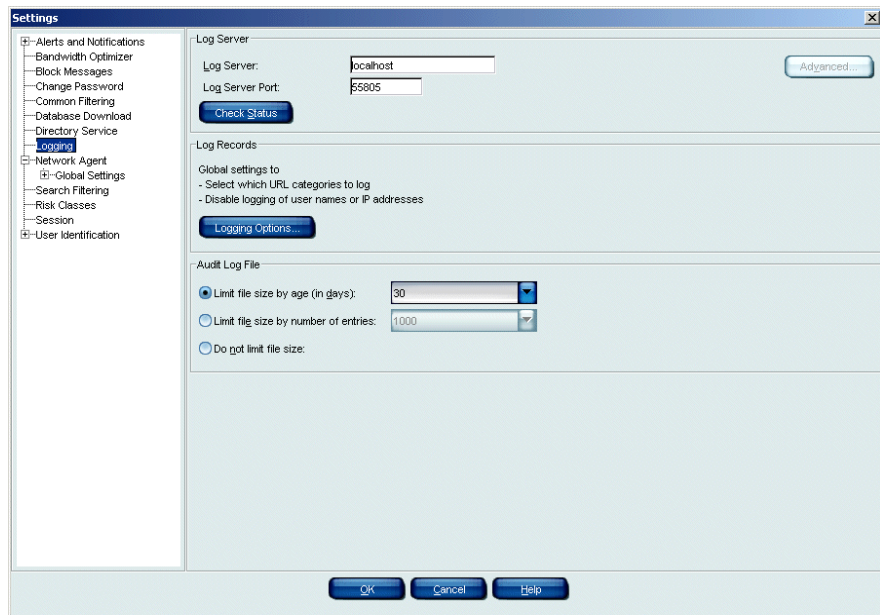 Settings
Alerts and Notifications
Bandwidth Optimizer
Block Messages
Change Password
Common Filtering
Database Download
Directory Service
Logging
Network Agent
Global Settings
Search Filtering
Risk Classes
Session
User Identification
Log Server
Log Server:
localhost
Advanced...
Log Server Port:
55805
Check Status
Log Records
Global settings to
- Select which URL categories to log
- Disable logging of user names or IP addresses
Logging Options...
Audit Log File
Limit file size by age (in days):
30
Limit file size by number of entries:
1000
Do not limit file size:
OK
Cancel
Help